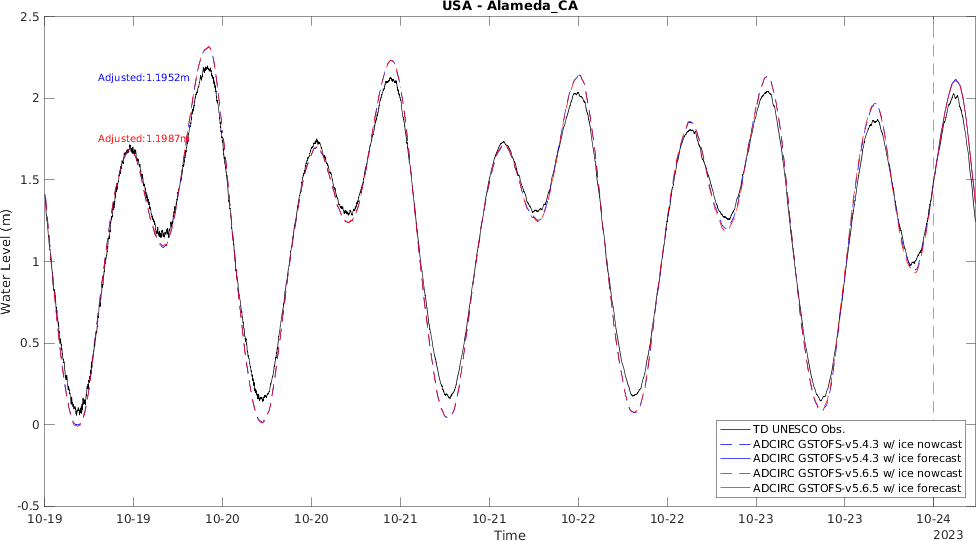 USA - Alameda_CA
2.5
2
1.5
1
0.5
0
-0.5
Water Level (m)
Adjusted:1.1952m
Adjusted:1.1987m
TD UNESCO Obs.
ADCIRC GSTOFS-v5.4.3 w/ ice nowcast
ADCIRC GSTOFS-v5.4.3 w/ ice forecast
ADCIRC GSTOFS-v5.6.5 w/ ice nowcast
ADCIRC GSTOFS-v5.6.5 w/ ice forecast
10-19 10-19 10-20 10-20 10-21 10-21 10-22 10-22 10-23 10-23 10-24
2023
Time